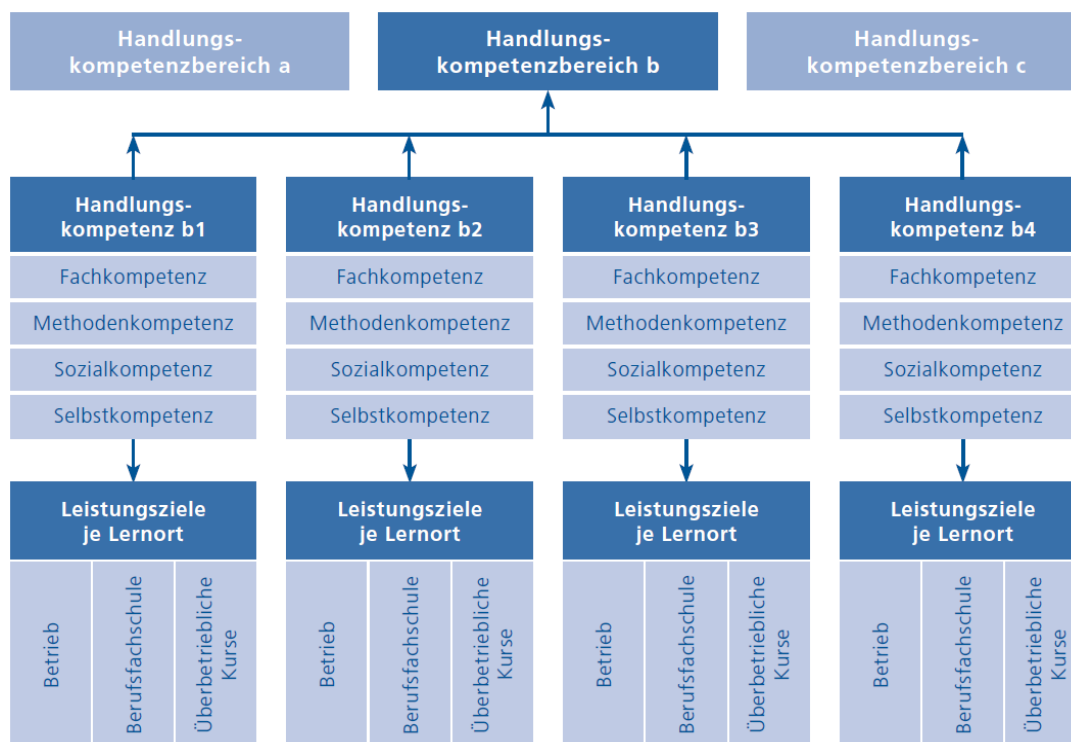 Handlungs-
kompetenzbereich a
Handlungs-
kompetenzbereich b
Handlungs-
kompetenzbereich c
Handlungs-
kompetenz b1
Fachkompetenz
Methodenkompetenz
Sozialkompetenz
Selbstkompetenz
Leistungsziele
je Lernort
Betrieb
Berufsfachschule
Überbetriebliche
Kurse
Handlungs-
kompetenz b2
Fachkompetenz
Methodenkompetenz
Sozialkompetenz
Selbstkompetenz
Leistungsziele
je Lernort
Betrieb
Berufsfachschule
Überbetriebliche
Kurse
Handlungs-
kompetenz b3
Fachkompetenz
Methodenkompetenz
Sozialkompetenz
Selbstkompetenz
Leistungsziele
je Lernort
Betrieb
Berufsfachschule
Überbetriebliche
Kurse
Handlungs-
kompetenz b4
Fachkompetenz
Methodenkompetenz
Sozialkompetenz
Selbstkompetenz
Leistungsziele
je Lernort
Betrieb
Berufsfachschule
Überbetriebliche
Kurse